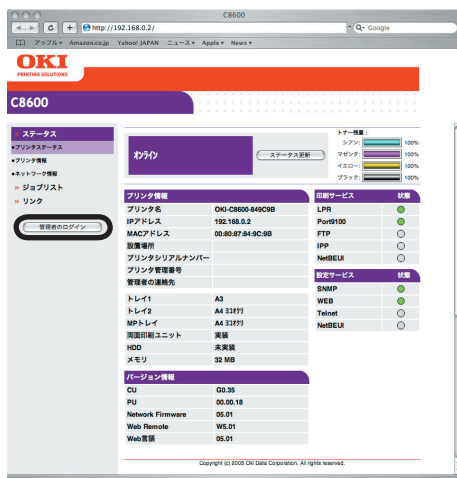 C8600
http://192.168.0.2/
Google
アップル Amazon.co.jp Yahoo! JAPAN ニュース Apple News
OKI
PRINTING SOLUTIONS
C8600
ステータス
●プリンタステータス
●プリンタ情報
●ネットワーク情報
» ジョブリスト
» リンク
管理者のログイン
オンライン
ステータス更新
トナー残量：
シアン: 100%
マゼンタ: 100%
イエロー: 100%
ブラック: 100%
プリンタ情報
プリンタ名 OKI-C8600-849C9B
IPアドレス 192.168.0.2
MACアドレス 00:80:87:84:9C:9B
設置場所
プリンタシリアルナンバー
プリンタ管理番号
管理者の連絡先
トレイ1 A3
トレイ2 A4 ヨコオクリ
MPトレイ A4 ヨコオクリ
両面印刷ユニット 実装
HDD 未実装
メモリ 32 MB
バージョン情報
CU G0.35
PU 00.00.18
Network Firmware 05.01
Web Remote W5.01
Web言語 05.01
印刷サービス 状態
LPR
Port9100
FTP
IPP
NetBEUI
設定サービス 状態
SNMP
WEB
Telnet
NetBEUI
Copyright (c) 2005 Oki Data Corporation. All rights reserved.